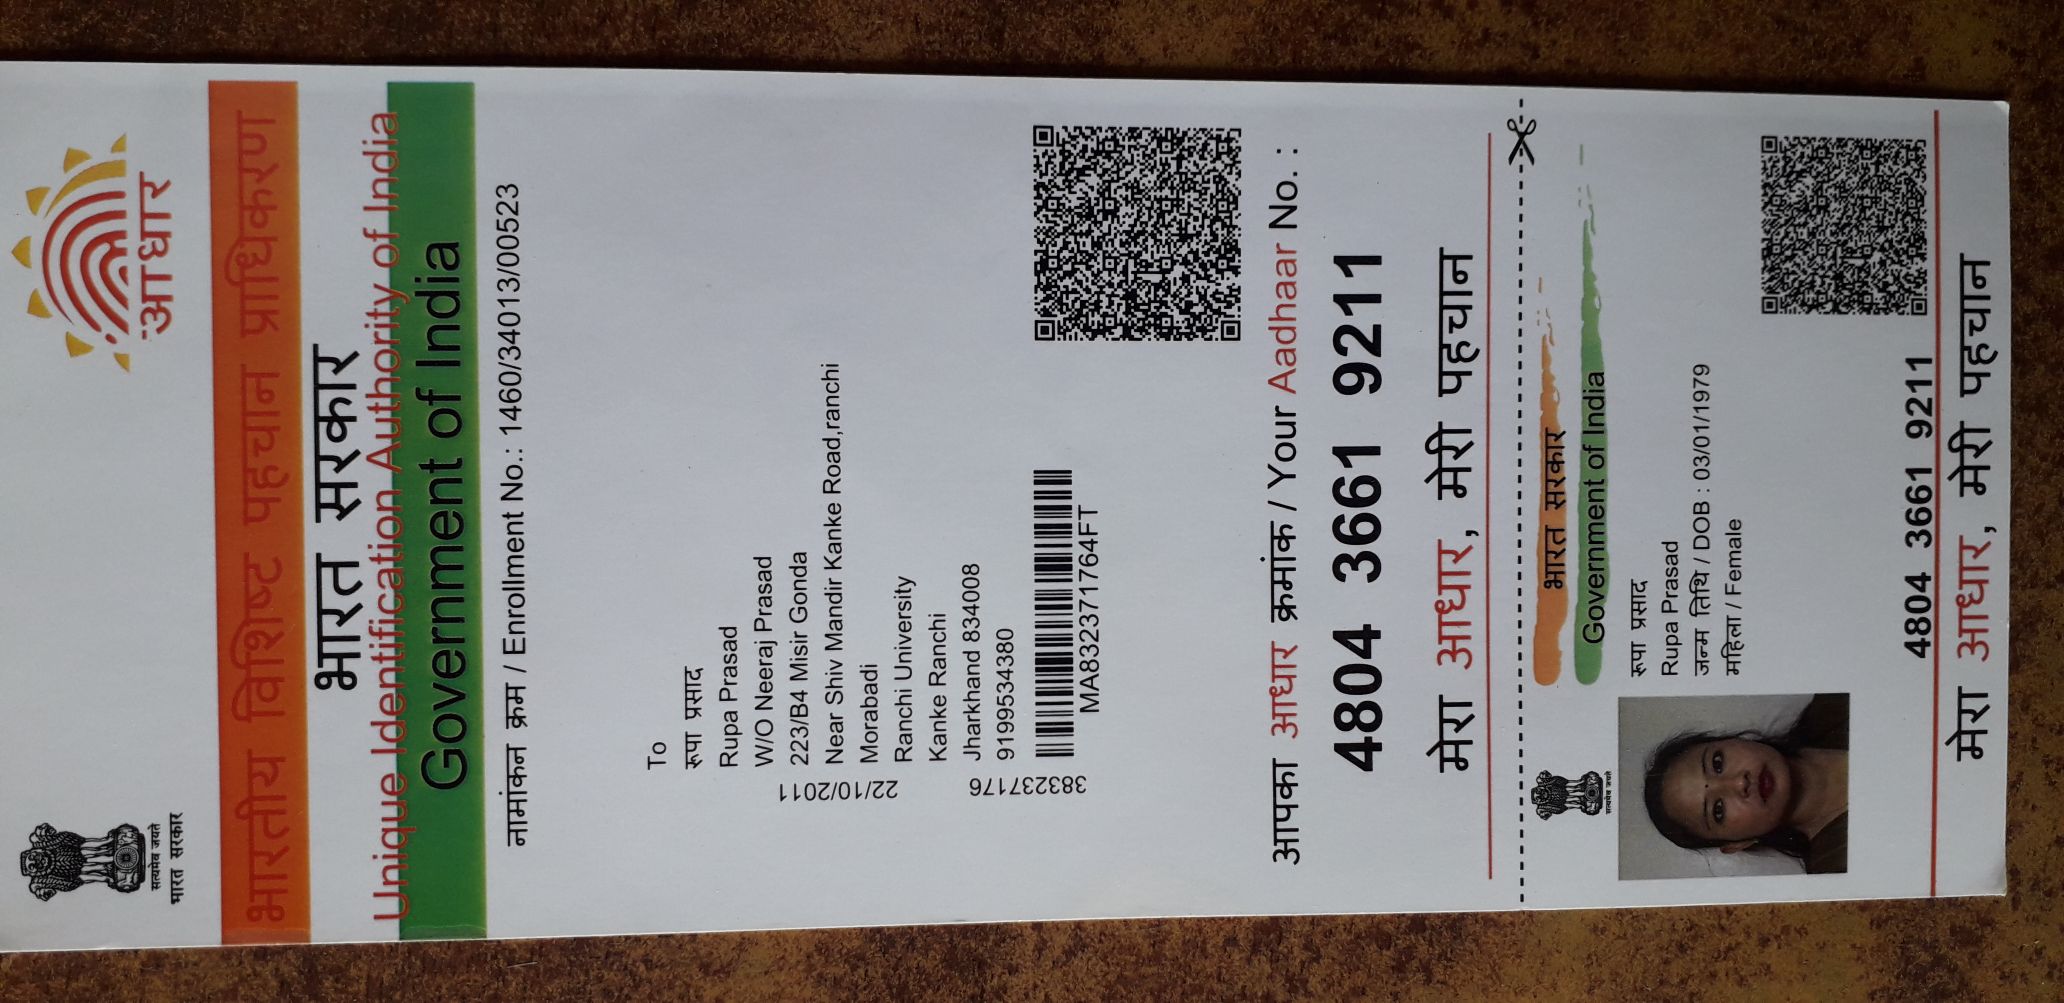 सत्यमेव जयते
भारत सरकार
आधार
भारतीय विशिष्ट पहचान प्राधिकरण
भारत सरकार
Unique Identification Authority of India
Government of India
नामांकन क्रम / Enrollment No.: 1460/34013/00523
To
रूपा प्रसाद
Rupa Prasad
W/O Neeraj Prasad
223/B4 Misir Gonda
Near Shiv Mandir Kanke Road,ranchi
Morabadi
Ranchi University
Kanke Ranchi
Jharkhand 834008
9199534380
22/10/2011
383237176
MA832371764FT
आपका आधार क्रमांक / Your Aadhaar No. :
4804 3661 9211
मेरा आधार, मेरी पहचान
सत्यमेव जयते
भारत सरकार
Government of India
रूपा प्रसाद
Rupa Prasad
जन्म तिथि / DOB : 03/01/1979
महिला / Female
4804 3661 9211
मेरा आधार, मेरी पहचान